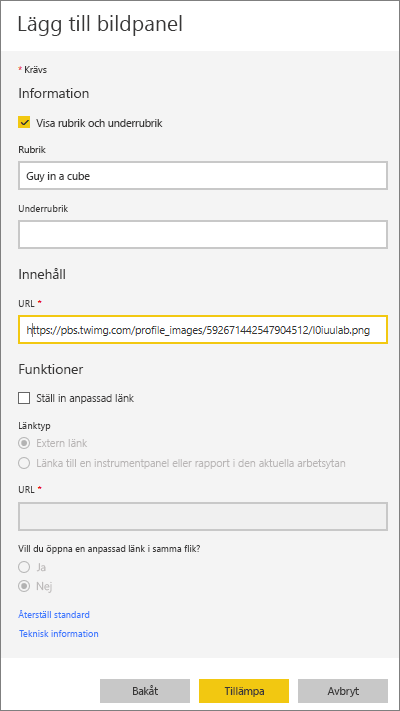 Lägg till bildpanel
* Krävs
Information
Visa rubrik och underrubrik
Rubrik
Guy in a cube
Underrubrik
Innehåll
URL *
https://pbs.twimg.com/profile_images/592671442547904512/l0iuulab.png
Funktioner
Ställ in anpassad länk
Länktyp
Extern länk
Länka till en instrumentpanel eller rapport i den aktuella arbetsytan
URL *
Vill du öppna en anpassad länk i samma flik?
Ja
Nej
Återställ standard
Teknisk information
Bakåt Tillämpa Avbryt